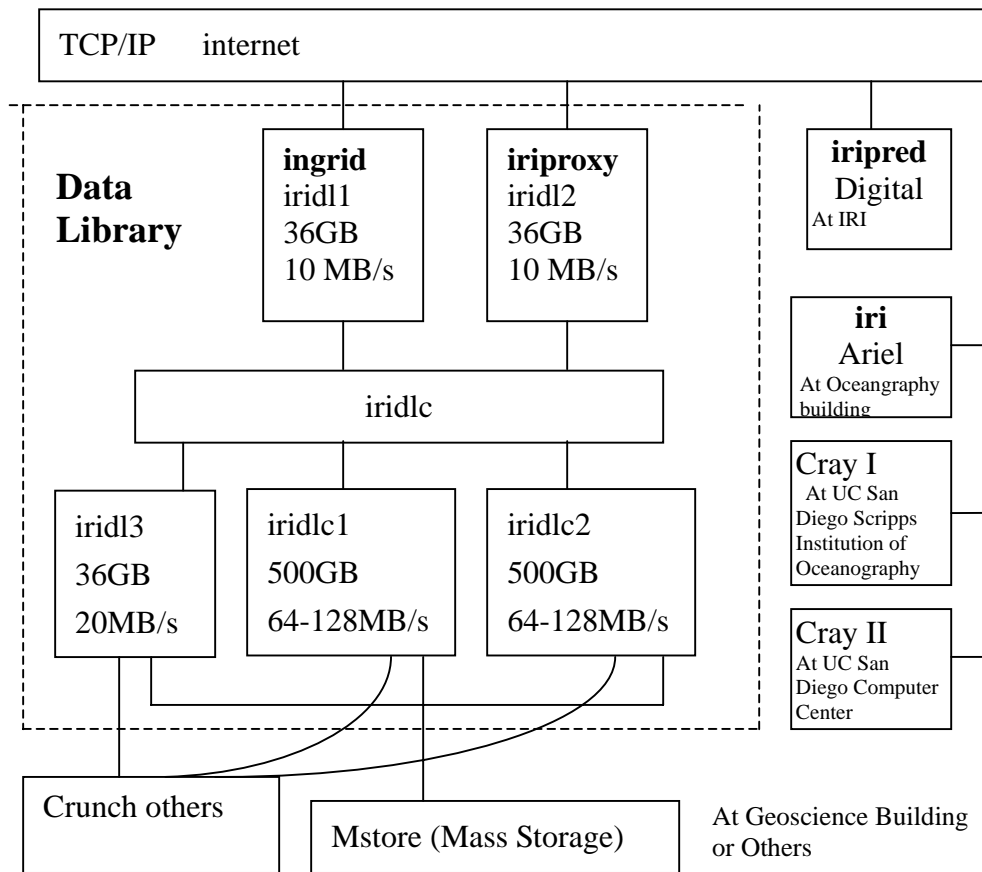 TCP/IP internet
ingrid
iridl1
36GB
10 MB/s
iriproxy
iridl2
36GB
10 MB/s
iripred
Digital
At IRI
Data
Library
iri
Ariel
At Oceangraphy
building
iridlc
Cray I
At UC San
Diego Scripps
Institution of
Oceanography
iridl3
36GB
20MB/s
iridlc1
500GB
64-128MB/s
iridlc2
500GB
64-128MB/s
Cray II
At UC San
Diego Computer
Center
Crunch others
Mstore (Mass Storage)
At Geoscience Building
or Others